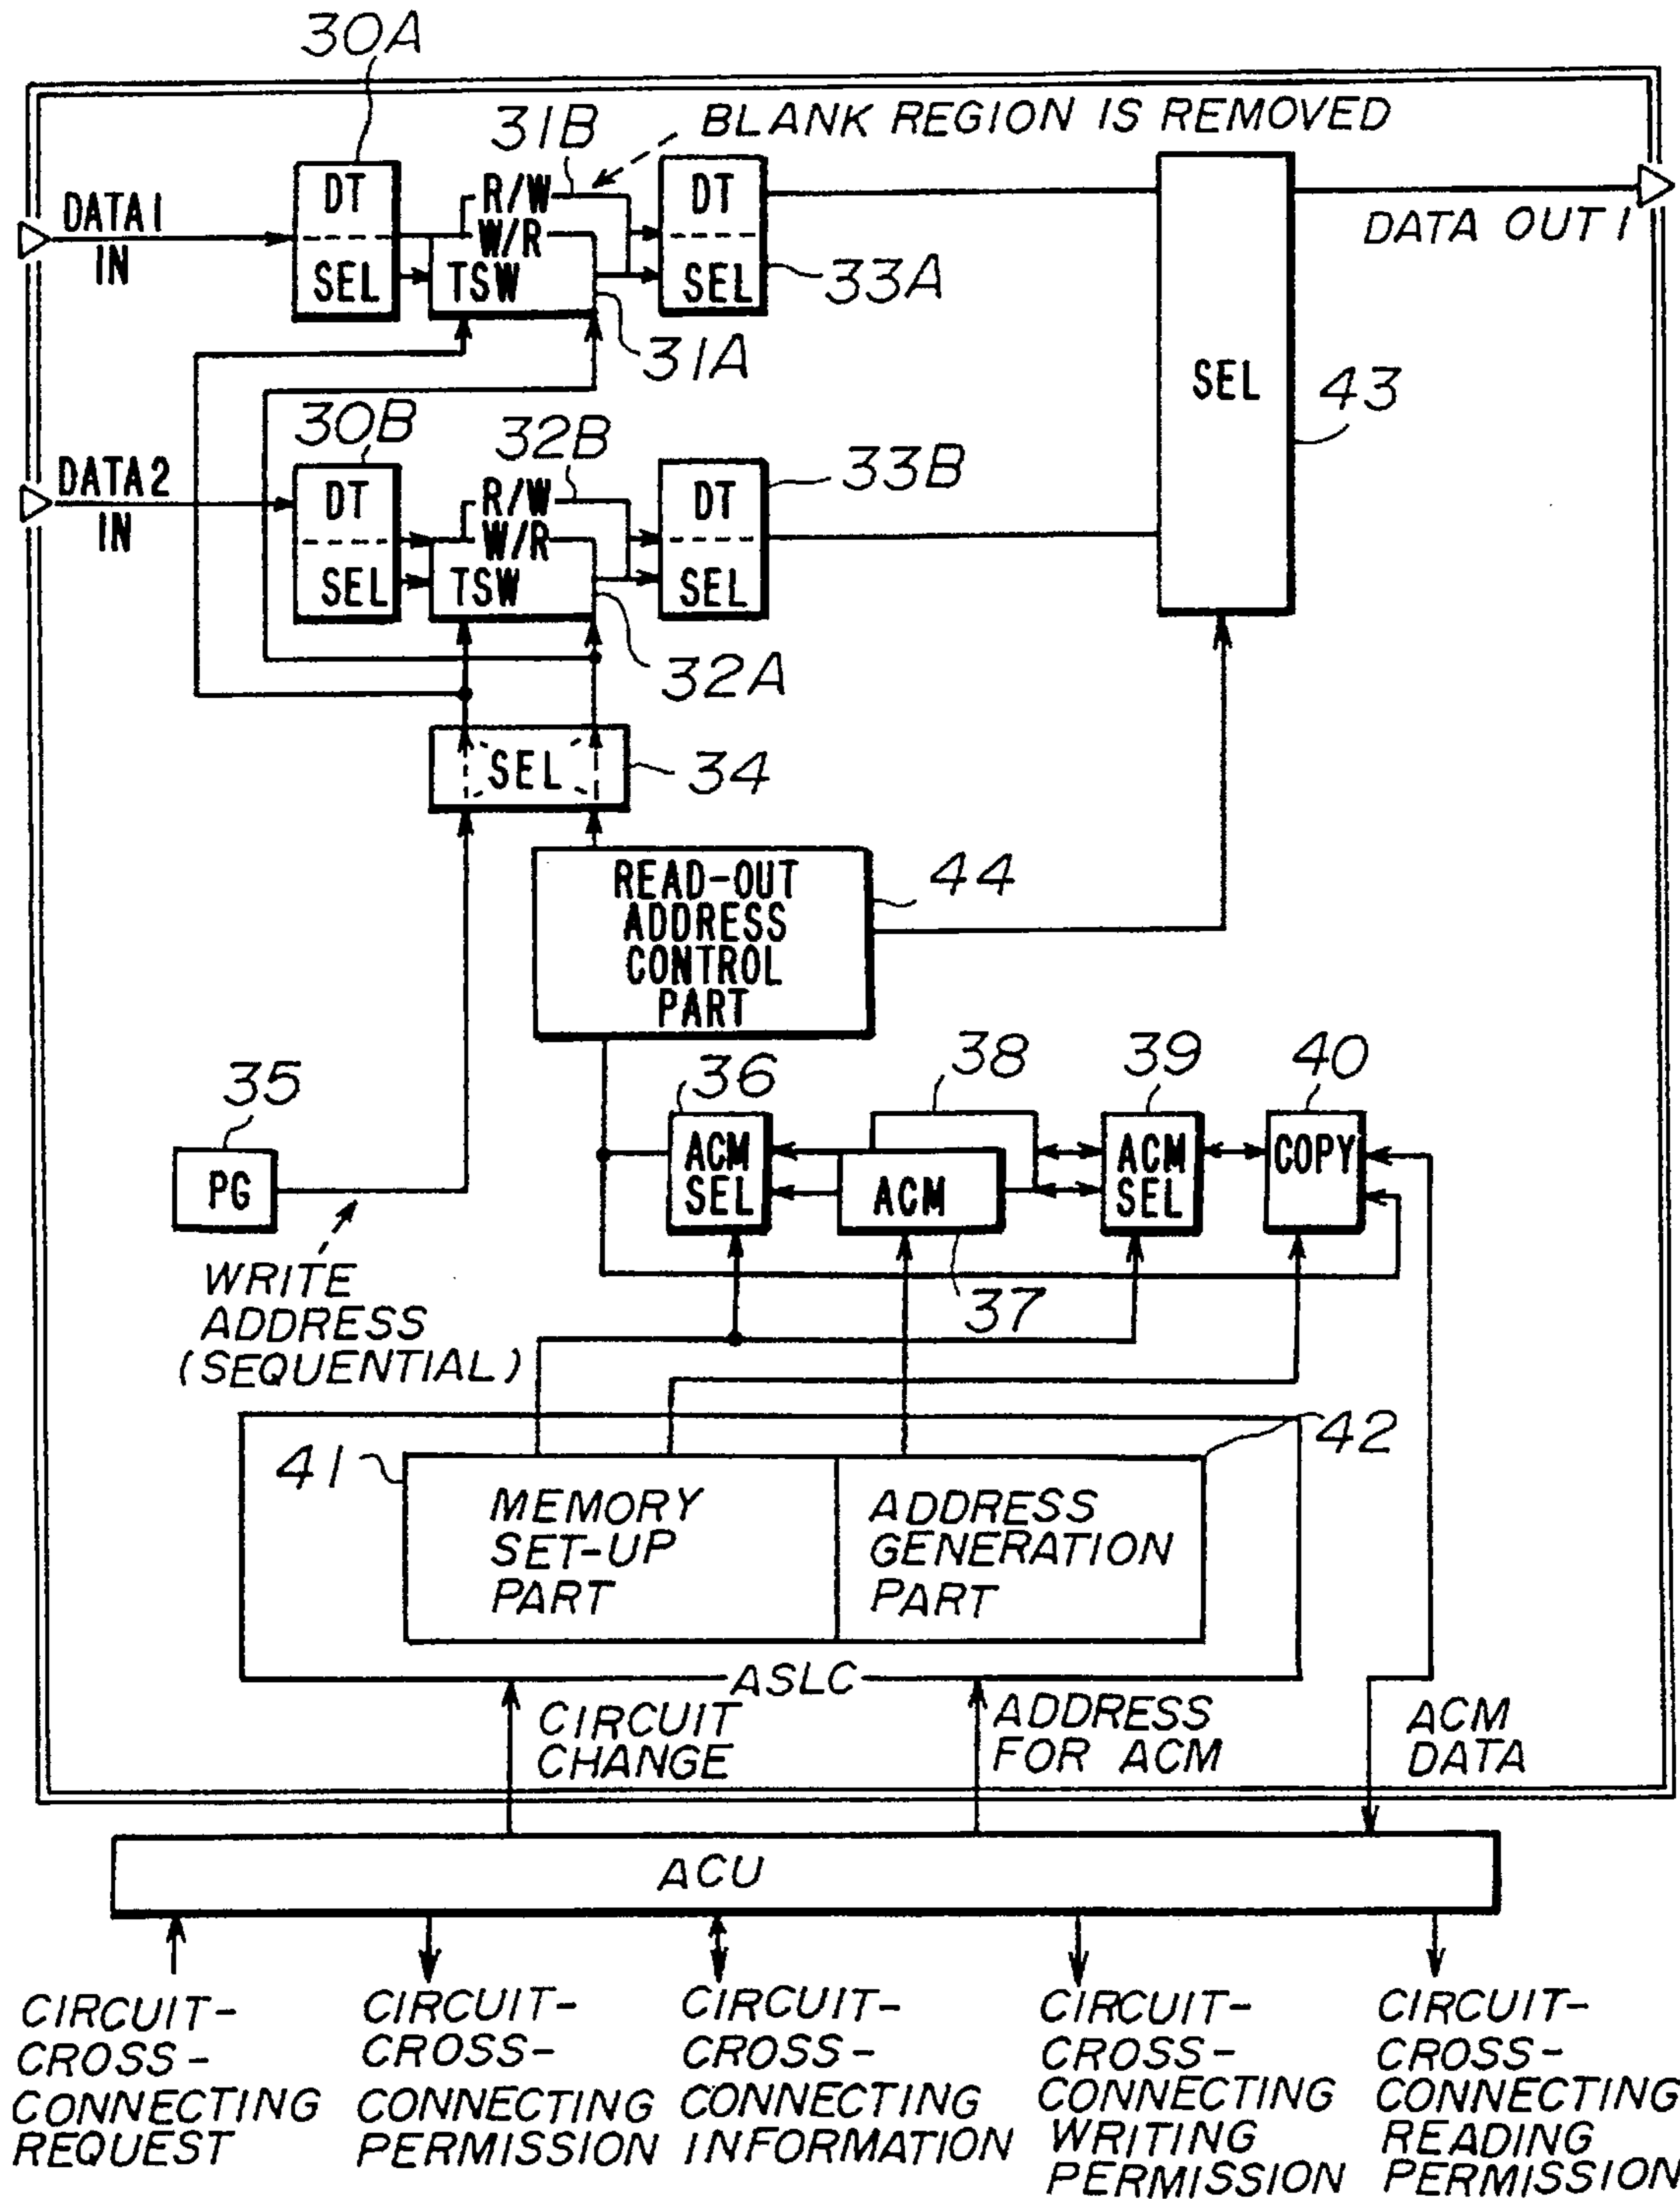 30A
31B
BLANK REGION IS REMOVED
DATA1
IN
DT
SEL
R/W
W/R
TSW
DT
SEL
33A
31A
SEL
43
DATA OUT 1
30B
32B
33B
DATA2
IN
DT
SEL
R/W
W/R
TSW
DT
SEL
32A
SEL
34
READ-OUT
ADDRESS
CONTROL
PART
44
35
PG
WRITE
ADDRESS
(SEQUENTIAL)
36
38
39
40
ACM
SEL
ACM
ACM
SEL
COPY
37
41
42
MEMORY
SET-UP
PART
ADDRESS
GENERATION
PART
ASLC
CIRCUIT
CHANGE
ADDRESS
FOR ACM
ACM
DATA
ACU
CIRCUIT-
CROSS-
CONNECTING
REQUEST
CIRCUIT-
CROSS-
CONNECTING
PERMISSION
CIRCUIT-
CROSS-
CONNECTING
INFORMATION
CIRCUIT-
CROSS-
CONNECTING
WRITING
PERMISSION
CIRCUIT-
CROSS-
CONNECTING
READING
PERMISSION